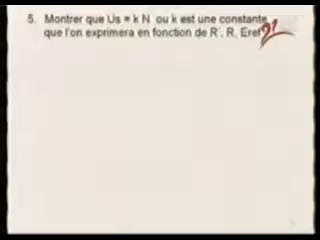 5. Montrer que Us = k N ou k est une constante
que l'on exprimera en fonction de R', R, Eref